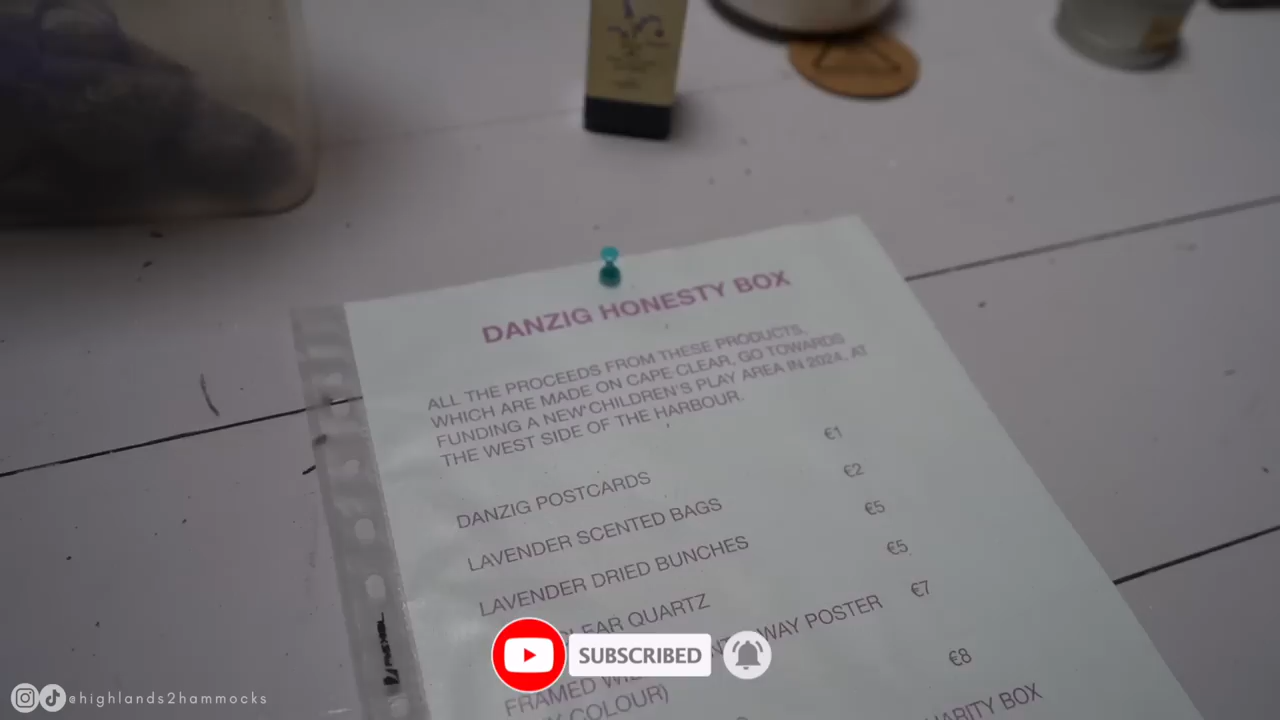 DANZIG HONESTY BOX
ALL THE PROCEEDS FROM THESE PRODUCTS,
WHICH ARE MADE ON CAPE CLEAR, GO TOWARDS
FUNDING A NEW CHILDREN'S PLAY AREA IN 2024, AT
THE WEST SIDE OF THE HARBOUR.
DANZIG POSTCARDS €1
LAVENDER SCENTED BAGS €2
LAVENDER DRIED BUNCHES €5
QUARTZ €5
WAY POSTER €7
FRAMED €8
COLOUR)
BOX
SUBSCRIBED
@highlands2hammocks